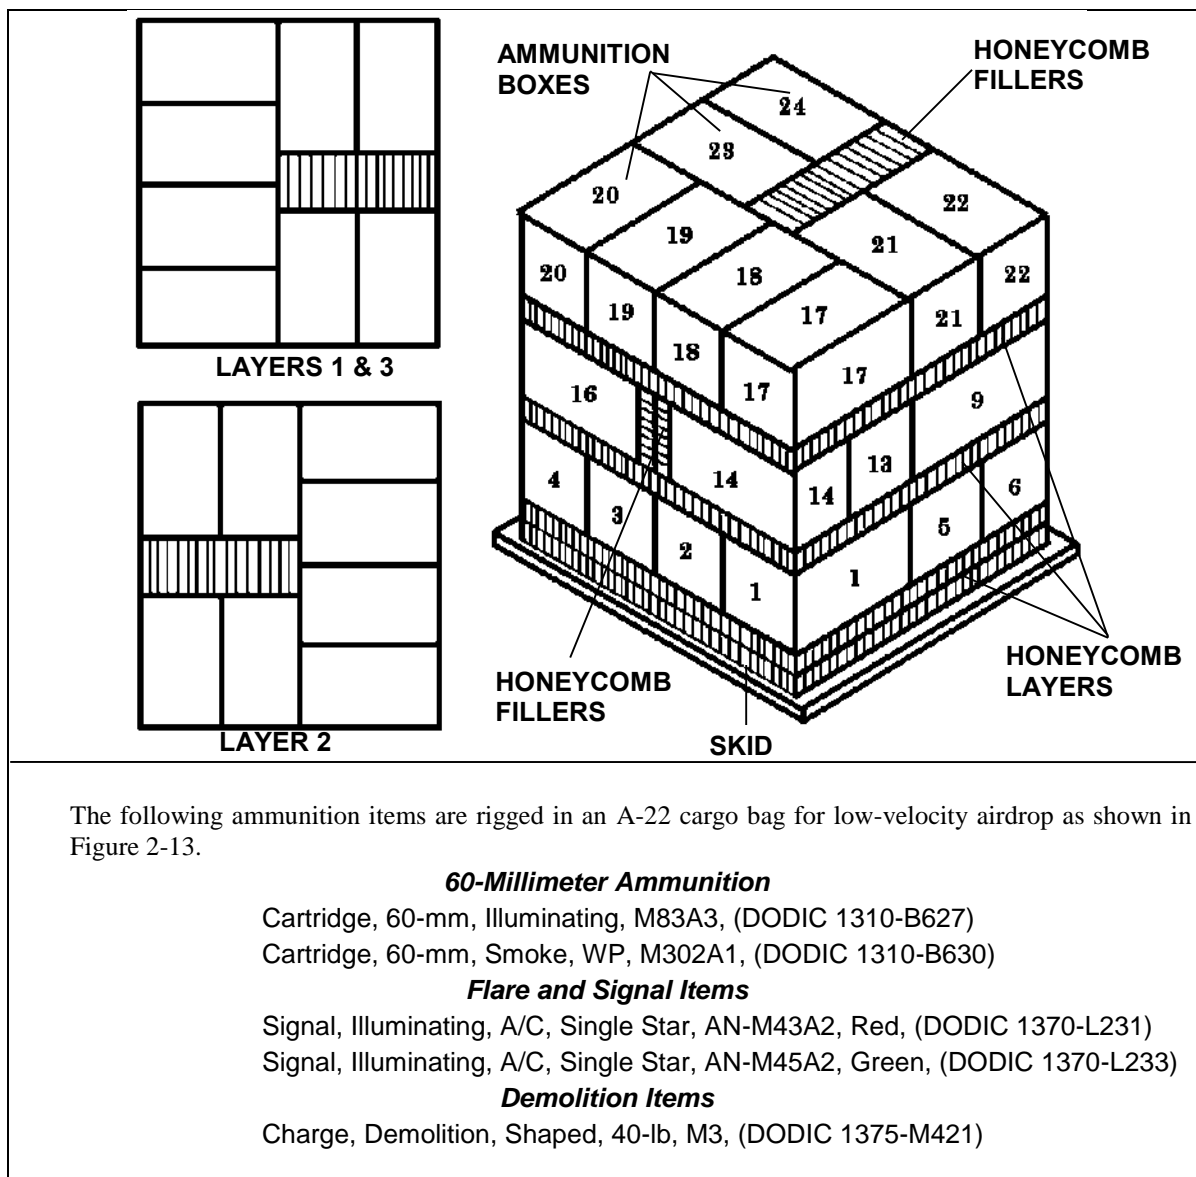 AMMUNITION
BOXES
HONEYCOMB
FILLERS
24
23
20
22
19
21
18
17
20
19
18
17
17
21
22
16
14
14
13
9
4
3
2
1
1
5
6
LAYERS 1 & 3
LAYER 2
HONEYCOMB
FILLERS
SKID
HONEYCOMB
LAYERS
The following ammunition items are rigged in an A-22 cargo bag for low-velocity airdrop as shown in
Figure 2-13.
60-Millimeter Ammunition
Cartridge, 60-mm, Illuminating, M83A3, (DODIC 1310-B627)
Cartridge, 60-mm, Smoke, WP, M302A1, (DODIC 1310-B630)
Flare and Signal Items
Signal, Illuminating, A/C, Single Star, AN-M43A2, Red, (DODIC 1370-L231)
Signal, Illuminating, A/C, Single Star, AN-M45A2, Green, (DODIC 1370-L233)
Demolition Items
Charge, Demolition, Shaped, 40-lb, M3, (DODIC 1375-M421)